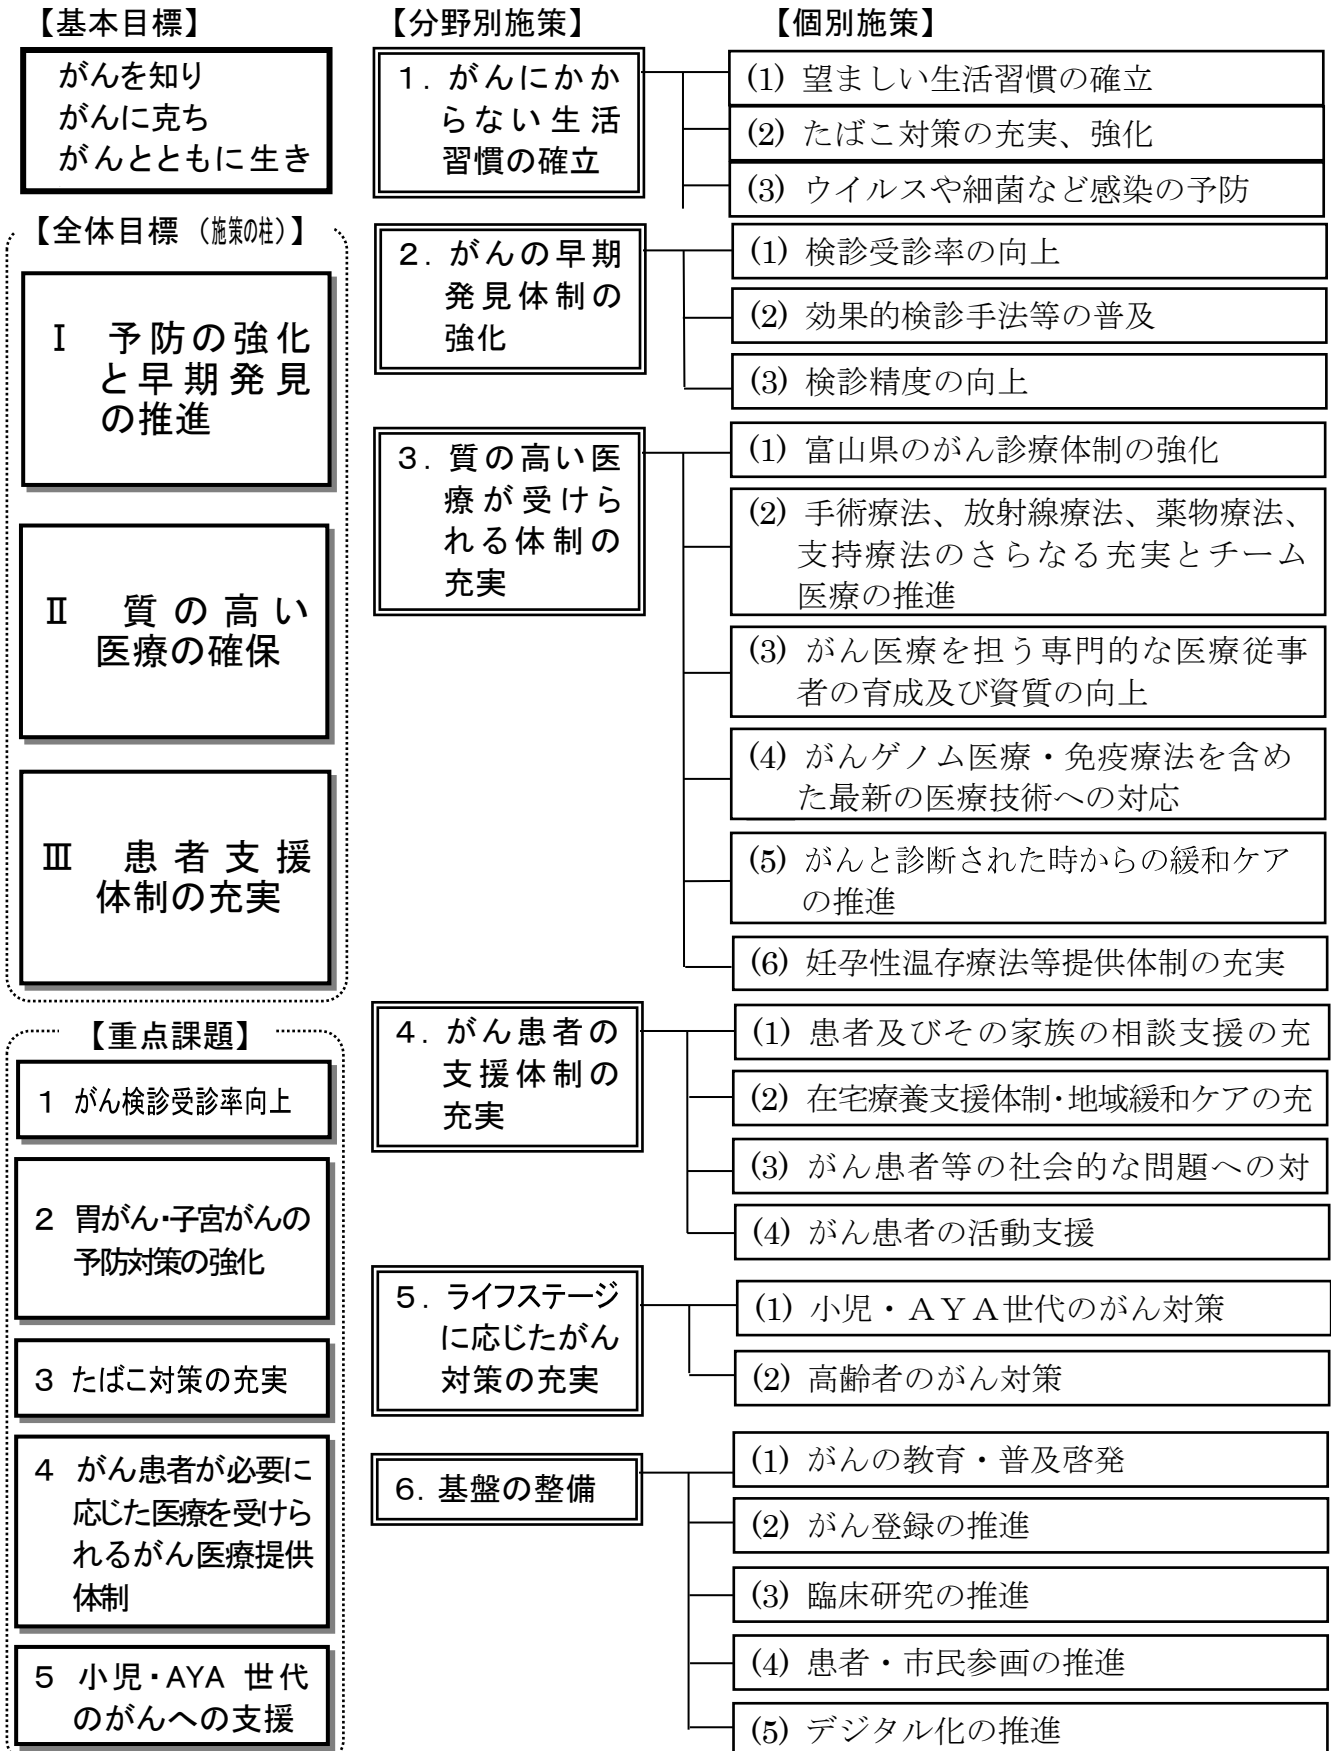 【基本目標】
がんを知り
がんに克ち
がんとともに生き
【全体目標（施策の柱）】
Ⅰ 予防の強化
と早期発見
の推進
Ⅱ 質の高い
医療の確保
Ⅲ 患者支援
体制の充実
【重点課題】
1 がん検診受診率向上
2 胃がん・子宮がんの
予防対策の強化
3 たばこ対策の充実
4 がん患者が必要に
応じた医療を受けら
れるがん医療提供
体制
5 小児・AYA 世代
のがんへの支援
【分野別施策】
1．がんにかか
らない生活
習慣の確立
2．がんの早期
発見体制の
強化
3．質の高い医
療が受けら
れる体制の
充実
4．がん患者の
支援体制の
充実
5．ライフステージ
に応じたがん
対策の充実
6．基盤の整備
【個別施策】
(1) 望ましい生活習慣の確立
(2) たばこ対策の充実、強化
(3) ウイルスや細菌など感染の予防
(1) 検診受診率の向上
(2) 効果的検診手法等の普及
(3) 検診精度の向上
(1) 富山県のがん診療体制の強化
(2) 手術療法、放射線療法、薬物療法、
支持療法のさらなる充実とチーム
医療の推進
(3) がん医療を担う専門的な医療従事
者の育成及び資質の向上
(4) がんゲノム医療・免疫療法を含め
た最新の医療技術への対応
(5) がんと診断された時からの緩和ケア
の推進
(6) 妊孕性温存療法等提供体制の充実
(1) 患者及びその家族の相談支援の充
(2) 在宅療養支援体制・地域緩和ケアの充
(3) がん患者等の社会的な問題への対
(4) がん患者の活動支援
(1) 小児・ＡＹＡ世代のがん対策
(2) 高齢者のがん対策
(1) がんの教育・普及啓発
(2) がん登録の推進
(3) 臨床研究の推進
(4) 患者・市民参画の推進
(5) デジタル化の推進